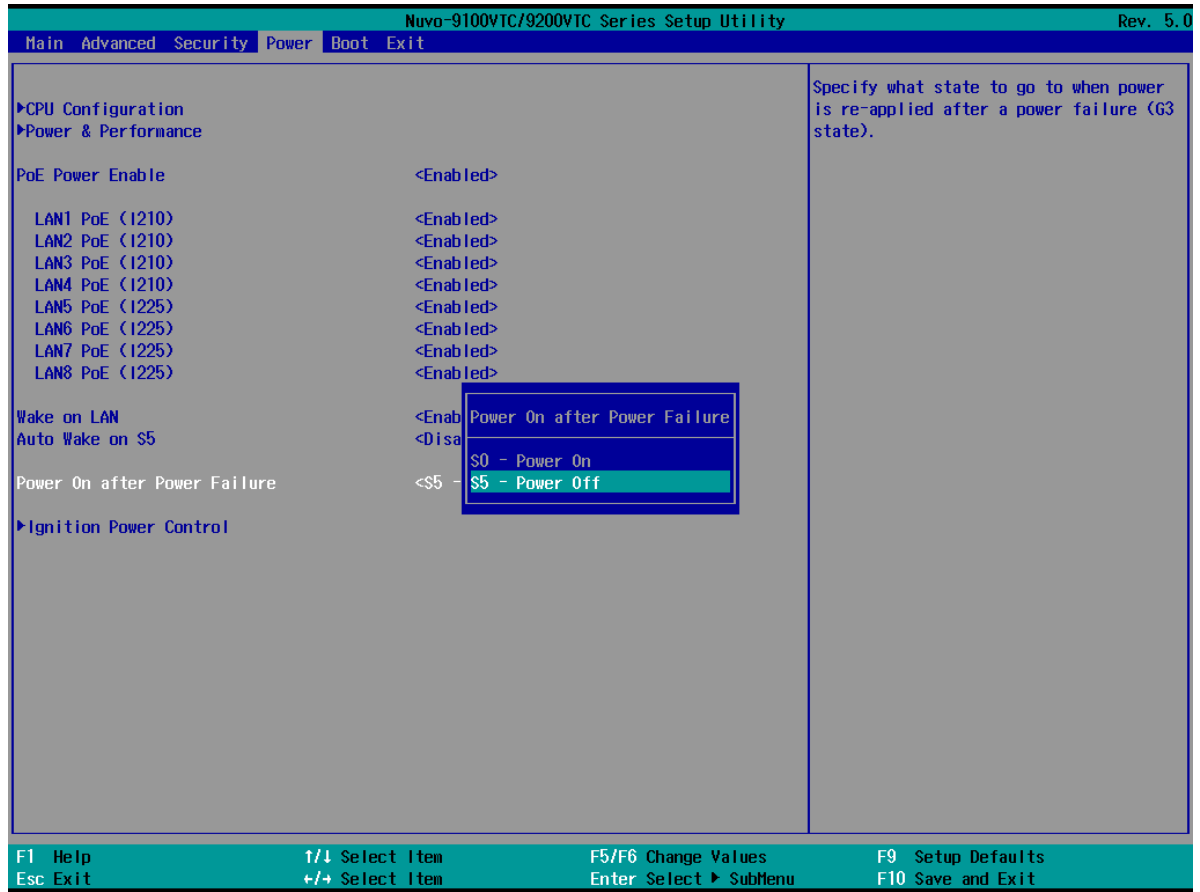 Nuvo-9100VTC/9200VTC Series Setup Utility Rev. 5.0
Main Advanced Security Power Boot Exit
Specify what state to go to when power
is re-applied after a power failure (G3
state).
►CPU Configuration
►Power & Performance
PoE Power Enable <Enabled>
LAN1 PoE (I210) <Enabled>
LAN2 PoE (I210) <Enabled>
LAN3 PoE (I210) <Enabled>
LAN4 PoE (I210) <Enabled>
LAN5 PoE (I225) <Enabled>
LAN6 PoE (I225) <Enabled>
LAN7 PoE (I225) <Enabled>
LAN8 PoE (I225) <Enabled>
Wake on LAN <Enab
Auto Wake on S5 <Disa
Power On after Power Failure <S5 -
►Ignition Power Control
Power On after Power Failure
S0 - Power On
S5 - Power Off
F1 Help ↑/↓ Select Item F5/F6 Change Values F9 Setup Defaults
Esc Exit ←/→ Select Item Enter Select ► SubMenu F10 Save and Exit